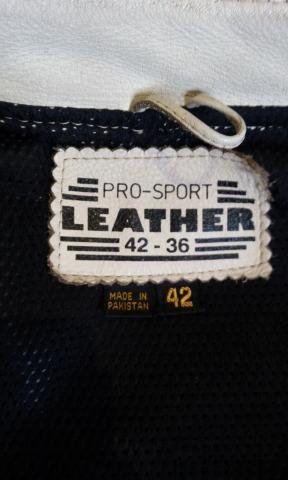 PRO-SPORT
LEATHER
42 - 36
MADE IN
PAKISTAN
42